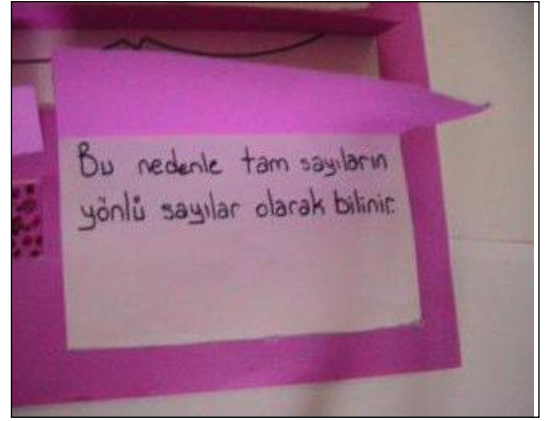 Bu nedenle tam sayıların
yönlü sayılar olarak bilinir.